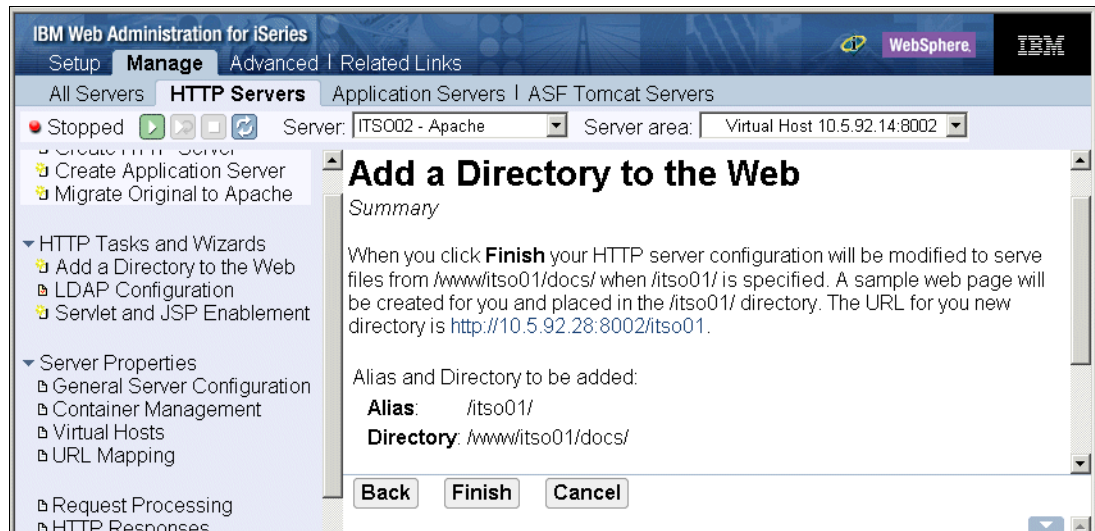 IBM Web Administration for iSeries
WebSphere. IBM
Setup Manage Advanced | Related Links
All Servers HTTP Servers Application Servers | ASF Tomcat Servers
Stopped Server: ITSO02 - Apache Server area: Virtual Host 10.5.92.14:8002
Create HTTP Server
Create Application Server
Migrate Original to Apache
HTTP Tasks and Wizards
Add a Directory to the Web
LDAP Configuration
Servlet and JSP Enablement
Server Properties
General Server Configuration
Container Management
Virtual Hosts
URL Mapping
Request Processing
HTTP Responses
Add a Directory to the Web
Summary
When you click Finish your HTTP server configuration will be modified to serve
files from /www/itso01/docs/ when /itso01/ is specified. A sample web page will
be created for you and placed in the /itso01/ directory. The URL for you new
directory is http://10.5.92.28:8002/itso01.
Alias and Directory to be added:
Alias: /itso01/
Directory: /www/itso01/docs/
Back Finish Cancel